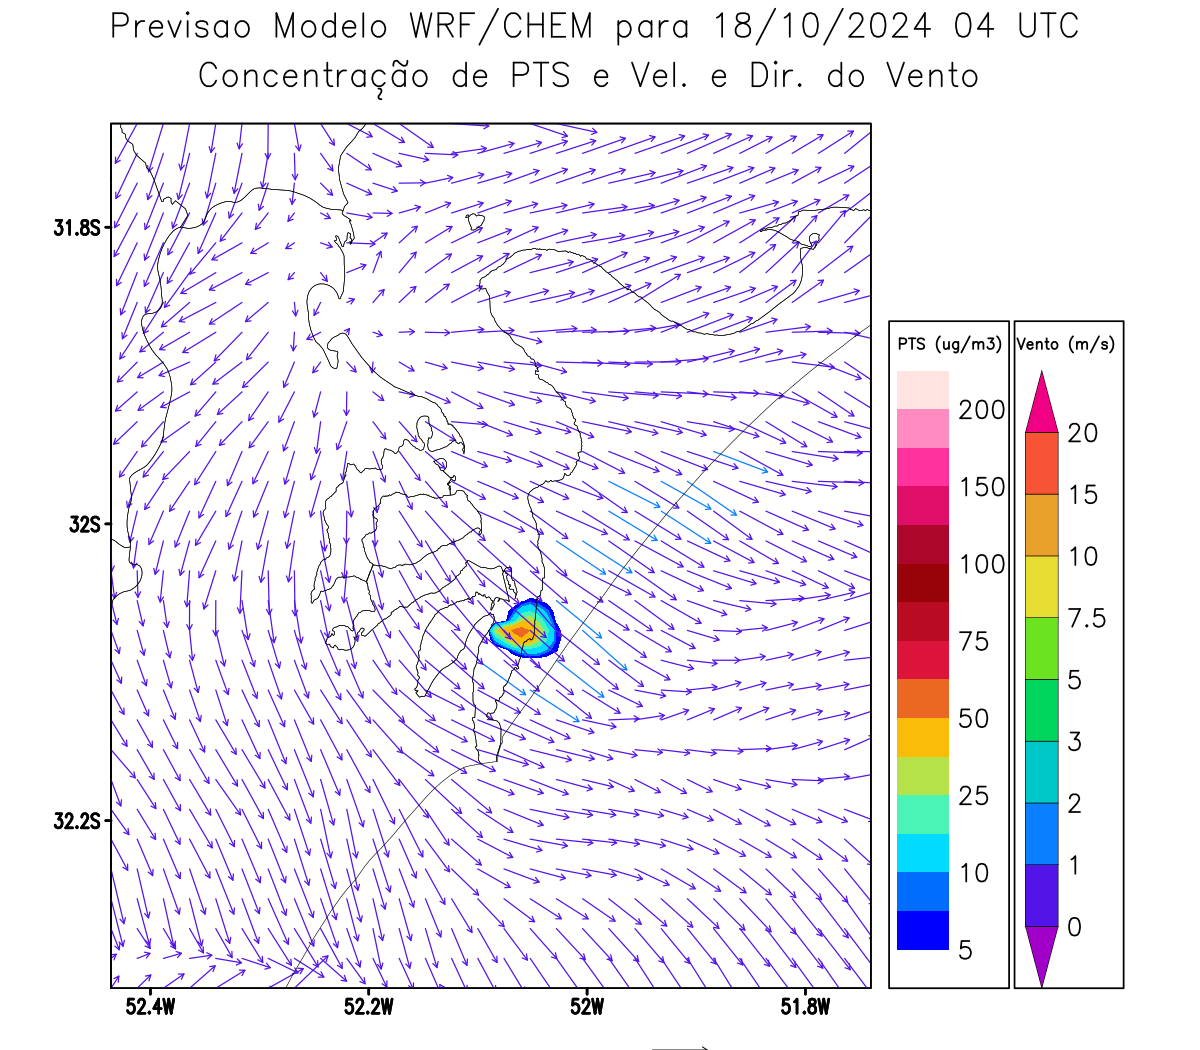 Previsao Modelo WRF/CHEM para 18/10/2024 04 UTC
Concentração de PTS e Vel. e Dir. do Vento
31.8S
32S
32.2S
52.4W 52.2W 52W 51.8W
PTS (ug/m3)
200
150
100
75
50
25
10
5
Vento (m/s)
20
15
10
7.5
5
3
2
1
0